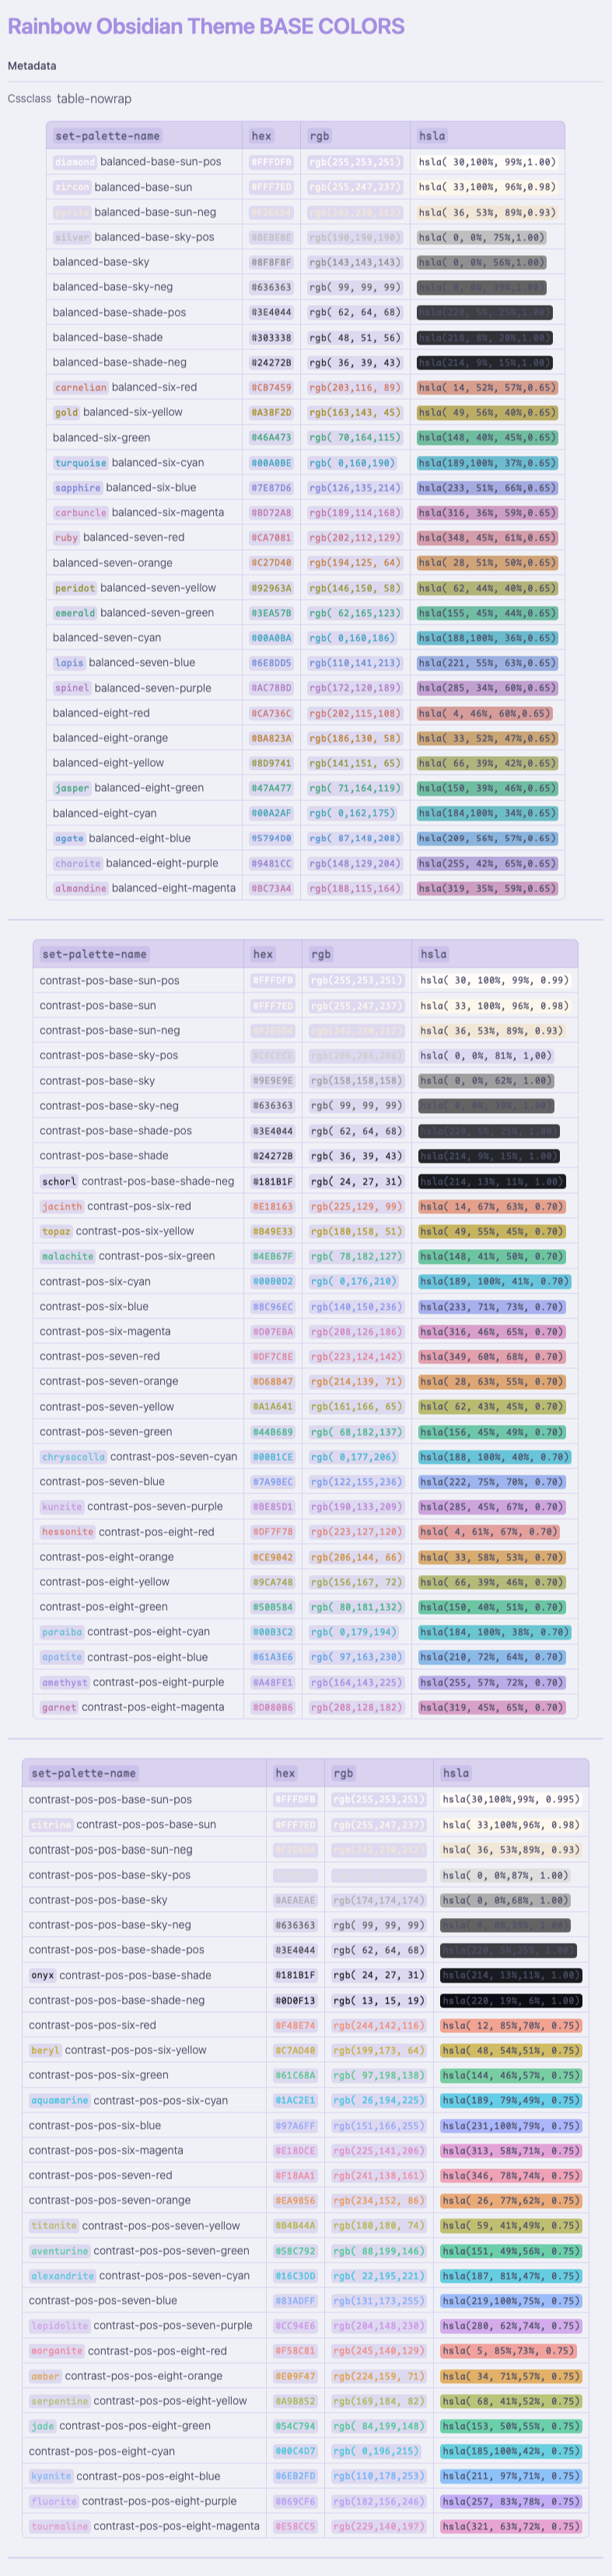 Rainbow Obsidian Theme BASE COLORS
Metadata
Cssclass table-nowrap
set-palette-name hex rgb hsla
diamond balanced-base-sun-pos #FFFDFB rgb(255,253,251) hsla( 30,100%, 99%,1.00)
zircon balanced-base-sun #FFF7ED rgb(255,247,237) hsla( 33,100%, 96%,0.98)
pyrite balanced-base-sun-neg hsla( 36, 53%, 89%,0.93)
silver balanced-base-sky-pos #BEBEBE rgb(190,190,190) hsla( 0, 0%, 75%,1.00)
balanced-base-sky #8F8F8F rgb(143,143,143) hsla( 0, 0%, 56%,1.00)
balanced-base-sky-neg #636363 rgb( 99, 99, 99) hsla( 0, 0%, 39%,1.00)
balanced-base-shade-pos #3E4044 rgb( 62, 64, 68) hsla(220, 5%, 25%,1.00)
balanced-base-shade #303338 rgb( 48, 51, 56) hsla(218, 8%, 20%,1.00)
balanced-base-shade-neg #24272B rgb( 36, 39, 43) hsla(214, 9%, 15%,1.00)
carnelian balanced-six-red #CB7459 rgb(203,116, 89) hsla( 14, 52%, 57%,0.65)
gold balanced-six-yellow #A38F2D rgb(163,143, 45) hsla( 49, 56%, 40%,0.65)
balanced-six-green #46A473 rgb( 70,164,115) hsla(148, 40%, 45%,0.65)
turquoise balanced-six-cyan #00A0BE rgb( 0,160,190) hsla(189,100%, 37%,0.65)
sapphire balanced-six-blue #7E87D6 rgb(126,135,214) hsla(233, 51%, 66%,0.65)
carbuncle balanced-six-magenta #BD72A8 rgb(189,114,168) hsla(316, 36%, 59%,0.65)
ruby balanced-seven-red #CA7081 rgb(202,112,129) hsla(348, 45%, 61%,0.65)
balanced-seven-orange #C27D40 rgb(194,125, 64) hsla( 28, 51%, 50%,0.65)
peridot balanced-seven-yellow #92963A rgb(146,150, 58) hsla( 62, 44%, 40%,0.65)
emerald balanced-seven-green #3EA57B rgb( 62,165,123) hsla(155, 45%, 44%,0.65)
balanced-seven-cyan #00A0BA rgb( 0,160,186) hsla(188,100%, 36%,0.65)
lapis balanced-seven-blue #6E8DD5 rgb(110,141,213) hsla(221, 55%, 63%,0.65)
spinel balanced-seven-purple #AC78BD rgb(172,120,189) hsla(285, 34%, 60%,0.65)
balanced-eight-red #CA736C rgb(202,115,108) hsla( 4, 46%, 60%,0.65)
balanced-eight-orange #BA823A rgb(186,130, 58) hsla( 33, 52%, 47%,0.65)
balanced-eight-yellow #8D9741 rgb(141,151, 65) hsla( 66, 39%, 42%,0.65)
jasper balanced-eight-green #47A477 rgb( 71,164,119) hsla(150, 39%, 46%,0.65)
balanced-eight-cyan #00A2AF rgb( 0,162,175) hsla(184,100%, 34%,0.65)
agate balanced-eight-blue #5794D0 rgb( 87,148,208) hsla(209, 56%, 57%,0.65)
charoite balanced-eight-purple #9481CC rgb(148,129,204) hsla(255, 42%, 65%,0.65)
almandine balanced-eight-magenta #BC73A4 rgb(188,115,164) hsla(319, 35%, 59%,0.65)
set-palette-name hex rgb hsla
contrast-pos-base-sun-pos #FFFDFB rgb(255,253,251) hsla( 30, 100%, 99%, 0.99)
contrast-pos-base-sun #FFF7ED rgb(255,247,237) hsla( 33, 100%, 96%, 0.98)
contrast-pos-base-sun-neg hsla( 36, 53%, 89%, 0.93)
contrast-pos-base-sky-pos #CECECE rgb(206,206,206) hsla( 0, 0%, 81%, 1,00)
contrast-pos-base-sky #9E9E9E rgb(158,158,158) hsla( 0, 0%, 62%, 1.00)
contrast-pos-base-sky-neg #636363 rgb( 99, 99, 99) hsla( 0, 0%, 39%, 1.00)
contrast-pos-base-shade-pos #3E4044 rgb( 62, 64, 68) hsla(220, 5%, 25%, 1.00)
contrast-pos-base-shade #24272B rgb( 36, 39, 43) hsla(214, 9%, 15%, 1.00)
schorl contrast-pos-base-shade-neg #181B1F rgb( 24, 27, 31) hsla(214, 13%, 11%, 1.00)
jacinth contrast-pos-six-red #E18163 rgb(225,129, 99) hsla( 14, 67%, 63%, 0.70)
topaz contrast-pos-six-yellow #B49E33 rgb(180,158, 51) hsla( 49, 55%, 45%, 0.70)
malachite contrast-pos-six-green #4EB67F rgb( 78,182,127) hsla(148, 41%, 50%, 0.70)
contrast-pos-six-cyan #00B0D2 rgb( 0,176,210) hsla(189, 100%, 41%, 0.70)
contrast-pos-six-blue #8C96EC rgb(140,150,236) hsla(233, 71%, 73%, 0.70)
contrast-pos-six-magenta #D07EBA rgb(208,126,186) hsla(316, 46%, 65%, 0.70)
contrast-pos-seven-red #DF7C8E rgb(223,124,142) hsla(349, 60%, 68%, 0.70)
contrast-pos-seven-orange #D68B47 rgb(214,139, 71) hsla( 28, 63%, 55%, 0.70)
contrast-pos-seven-yellow #A1A641 rgb(161,166, 65) hsla( 62, 43%, 45%, 0.70)
contrast-pos-seven-green #44B689 rgb( 68,182,137) hsla(156, 45%, 49%, 0.70)
chrysocolla contrast-pos-seven-cyan #00B1CE rgb( 0,177,206) hsla(188, 100%, 40%, 0.70)
contrast-pos-seven-blue #7A9BEC rgb(122,155,236) hsla(222, 75%, 70%, 0.70)
kunzite contrast-pos-seven-purple #BE85D1 rgb(190,133,209) hsla(285, 45%, 67%, 0.70)
hessonite contrast-pos-eight-red #DF7F78 rgb(223,127,120) hsla( 4, 61%, 67%, 0.70)
contrast-pos-eight-orange #CE9042 rgb(206,144, 66) hsla( 33, 58%, 53%, 0.70)
contrast-pos-eight-yellow #9CA748 rgb(156,167, 72) hsla( 66, 39%, 46%, 0.70)
contrast-pos-eight-green #50B584 rgb( 80,181,132) hsla(150, 40%, 51%, 0.70)
paraiba contrast-pos-eight-cyan #00B3C2 rgb( 0,179,194) hsla(184, 100%, 38%, 0.70)
apatite contrast-pos-eight-blue #61A3E6 rgb( 97,163,230) hsla(210, 72%, 64%, 0.70)
amethyst contrast-pos-eight-purple #A48FE1 rgb(164,143,225) hsla(255, 57%, 72%, 0.70)
garnet contrast-pos-eight-magenta #D080B6 rgb(208,128,182) hsla(319, 45%, 65%, 0.70)
set-palette-name hex rgb hsla
contrast-pos-pos-base-sun-pos #FFFDFB rgb(255,253,251) hsla(30,100%,99%, 0.995)
citrine contrast-pos-pos-base-sun #FFF7ED rgb(255,247,237) hsla( 33,100%,96%, 0.98)
contrast-pos-pos-base-sun-neg hsla( 36, 53%,89%, 0.93)
contrast-pos-pos-base-sky-pos hsla( 0, 0%,87%, 1.00)
contrast-pos-pos-base-sky #AEAEAE rgb(174,174,174) hsla( 0, 0%,68%, 1.00)
contrast-pos-pos-base-sky-neg #636363 rgb( 99, 99, 99) hsla( 0, 0%,39%, 1.00)
contrast-pos-pos-base-shade-pos #3E4044 rgb( 62, 64, 68) hsla(220, 5%,25%, 1.00)
onyx contrast-pos-pos-base-shade #181B1F rgb( 24, 27, 31) hsla(214, 13%,11%, 1.00)
contrast-pos-pos-base-shade-neg #0D0F13 rgb( 13, 15, 19) hsla(220, 19%, 6%, 1.00)
contrast-pos-pos-six-red #F48E74 rgb(244,142,116) hsla( 12, 85%,70%, 0.75)
beryl contrast-pos-pos-six-yellow #C7AD40 rgb(199,173, 64) hsla( 48, 54%,51%, 0.75)
contrast-pos-pos-six-green #61C68A rgb( 97,198,138) hsla(144, 46%,57%, 0.75)
aquamarine contrast-pos-pos-six-cyan #1AC2E1 rgb( 26,194,225) hsla(189, 79%,49%, 0.75)
contrast-pos-pos-six-blue #97A6FF rgb(151,166,255) hsla(231,100%,79%, 0.75)
contrast-pos-pos-six-magenta #E18DCE rgb(225,141,206) hsla(313, 58%,71%, 0.75)
contrast-pos-pos-seven-red #F18AA1 rgb(241,138,161) hsla(346, 78%,74%, 0.75)
contrast-pos-pos-seven-orange #EA9856 rgb(234,152, 86) hsla( 26, 77%,62%, 0.75)
titanite contrast-pos-pos-seven-yellow #B4B44A rgb(180,180, 74) hsla( 59, 41%,49%, 0.75)
aventurine contrast-pos-pos-seven-green #58C792 rgb( 88,199,146) hsla(151, 49%,56%, 0.75)
alexandrite contrast-pos-pos-seven-cyan #16C3DD rgb( 22,195,221) hsla(187, 81%,47%, 0.75)
contrast-pos-pos-seven-blue #83ADFF rgb(131,173,255) hsla(219,100%,75%, 0.75)
lepidolite contrast-pos-pos-seven-purple #CC94E6 rgb(204,148,230) hsla(280, 62%,74%, 0.75)
morganite contrast-pos-pos-eight-red #F58C81 rgb(245,140,129) hsla( 5, 85%,73%, 0.75)
amber contrast-pos-pos-eight-orange #E09F47 rgb(224,159, 71) hsla( 34, 71%,57%, 0.75)
serpentine contrast-pos-pos-eight-yellow #A9B852 rgb(169,184, 82) hsla( 68, 41%,52%, 0.75)
jade contrast-pos-pos-eight-green #54C794 rgb( 84,199,148) hsla(153, 50%,55%, 0.75)
contrast-pos-pos-eight-cyan #00C4D7 rgb( 0,196,215) hsla(185,100%,42%, 0.75)
kyanite contrast-pos-pos-eight-blue #6EB2FD rgb(110,178,253) hsla(211, 97%,71%, 0.75)
fluorite contrast-pos-pos-eight-purple #B69CF6 rgb(182,156,246) hsla(257, 83%,78%, 0.75)
tourmaline contrast-pos-pos-eight-magenta #E58CC5 rgb(229,140,197) hsla(321, 63%,72%, 0.75)